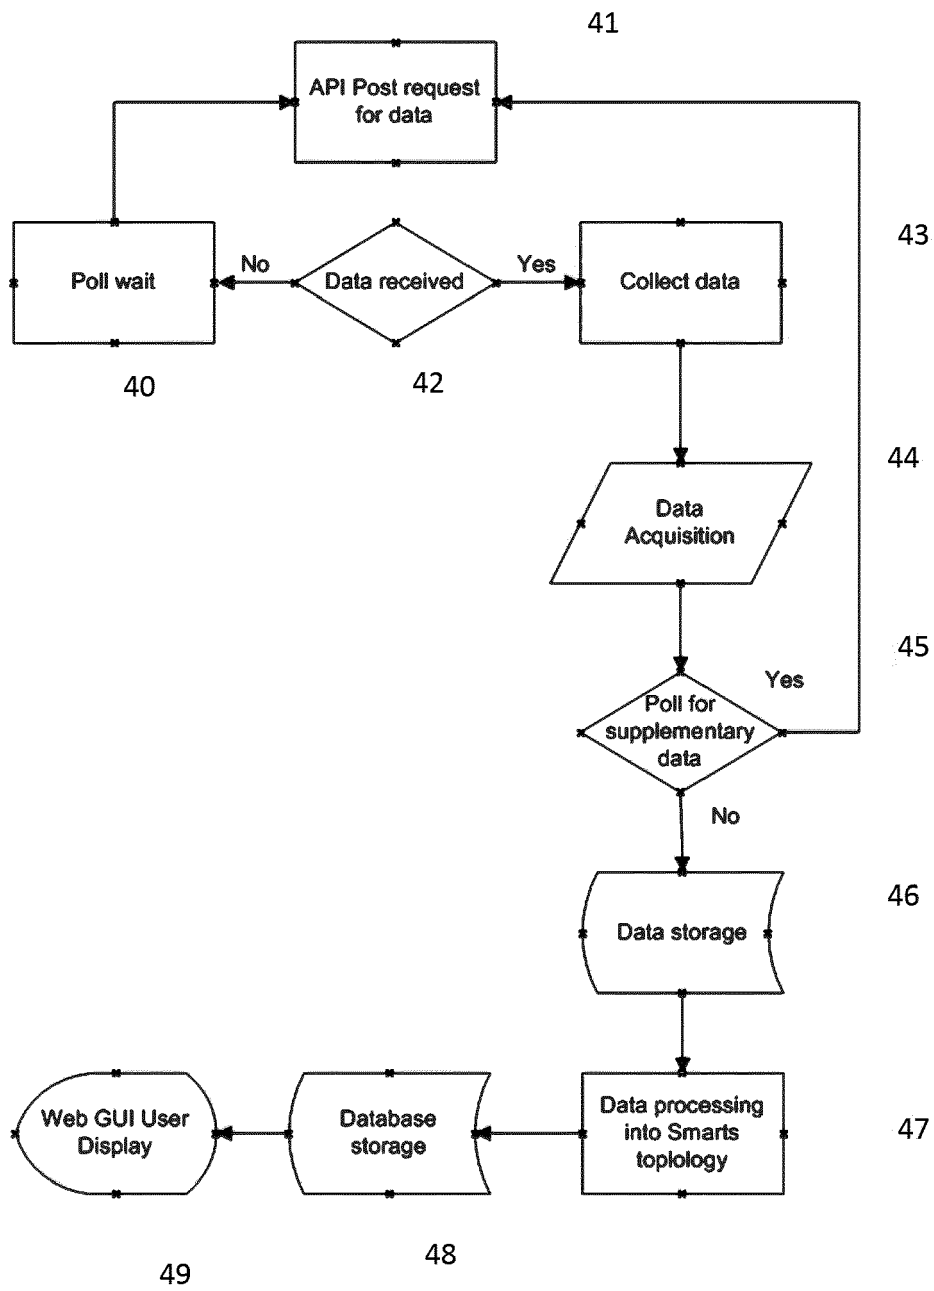 41
API Post request
for data
43
Poll wait
No
Data received
Yes
Collect data
40
42
44
Data
Acquisition
45
Yes
Poll for
supplementary
data
No
46
Data storage
Web GUI User
Display
Database
storage
Data processing
into Smarts
toplology
47
48
49